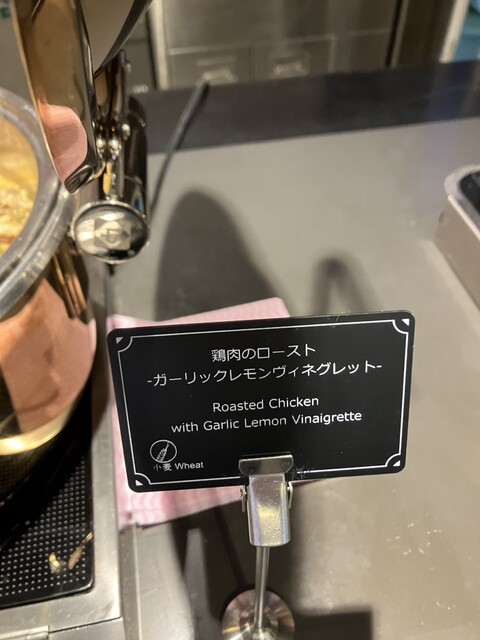 鶏肉のロースト
-ガーリックレモンヴィネグレット-
Roasted Chicken
with Garlic Lemon Vinaigrette
小麦 Wheat